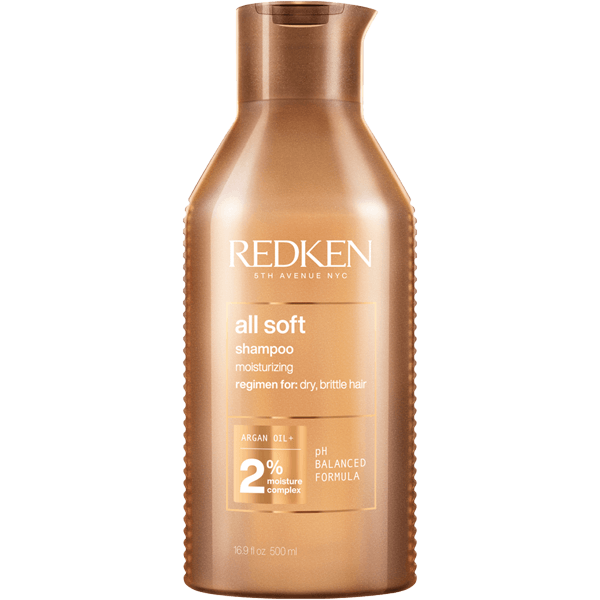 REDKEN
5TH AVENUE NYC
all soft
shampoo
moisturizing
regimen for: dry, brittle hair
ARGAN OIL+
2%
moisture
complex
pH
BALANCED
FORMULA
16.9 fl oz 500 ml